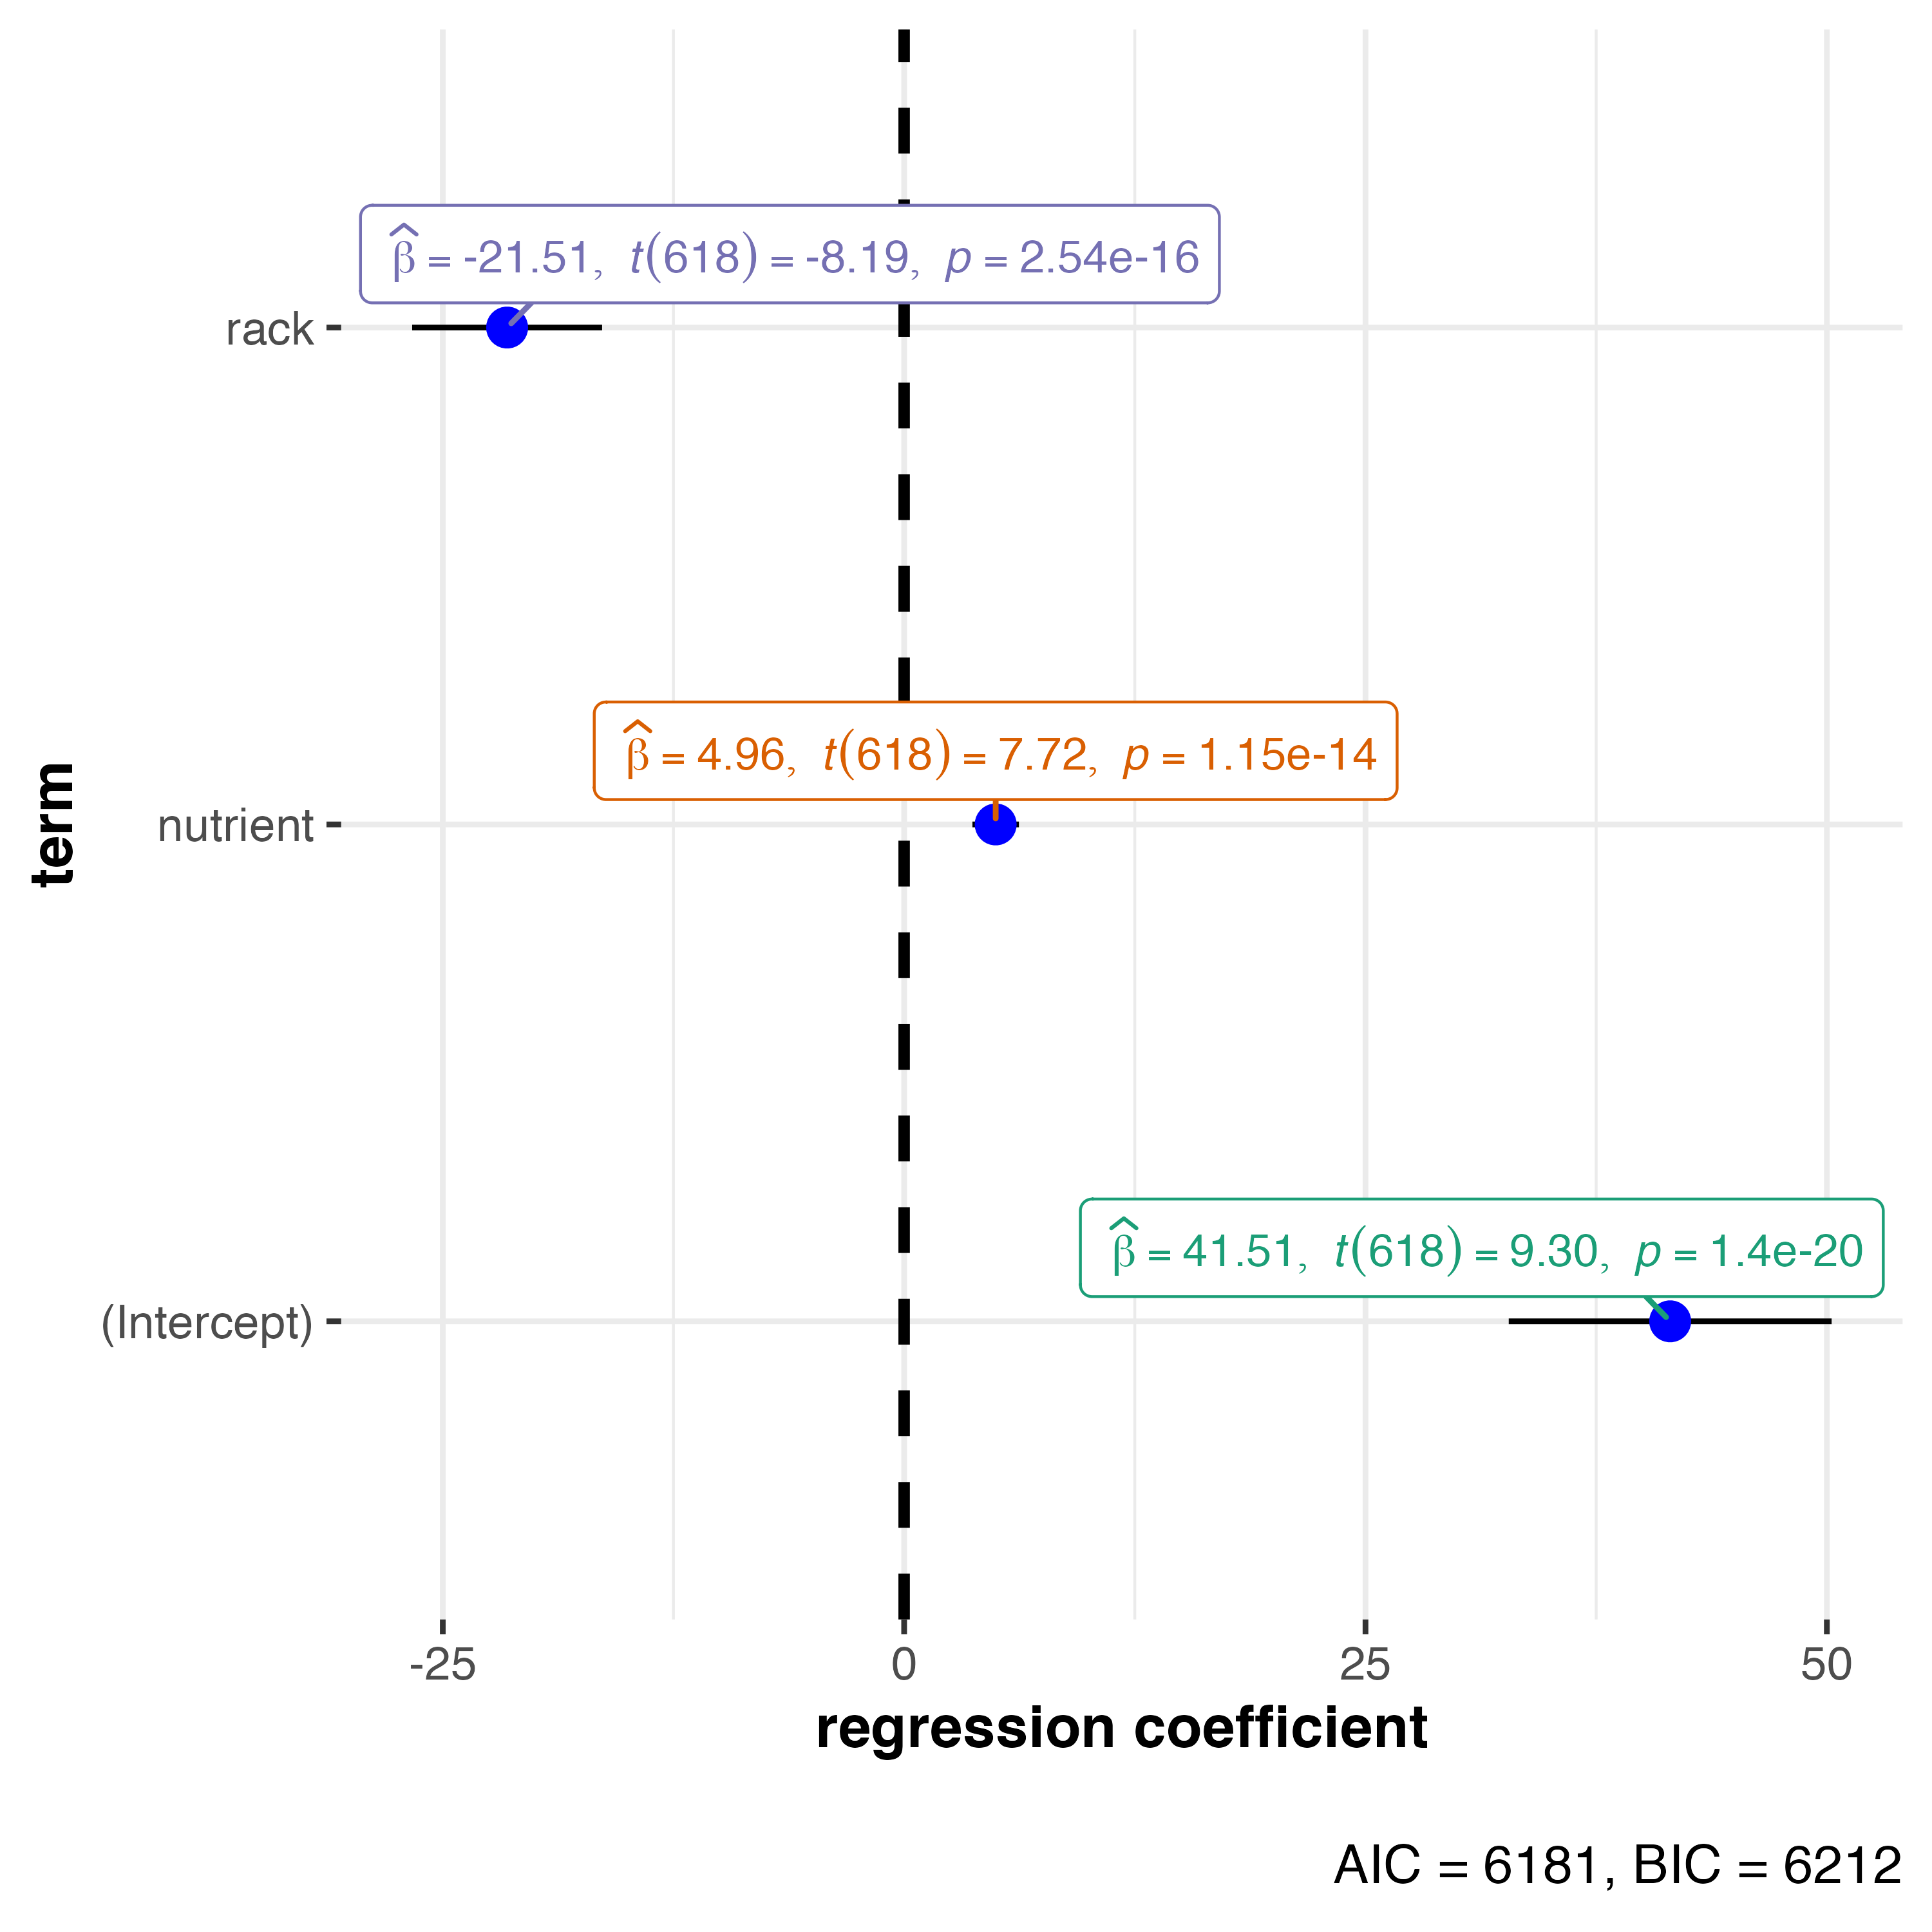 β̂ = -21.51, t(618) = -8.19, p = 2.54e-16
rack
β̂ = 4.96, t(618) = 7.72, p = 1.15e-14
nutrient
term
β̂ = 41.51, t(618) = 9.30, p = 1.4e-20
(Intercept)
-25 0 25 50
regression coefficient
AIC = 6181, BIC = 6212